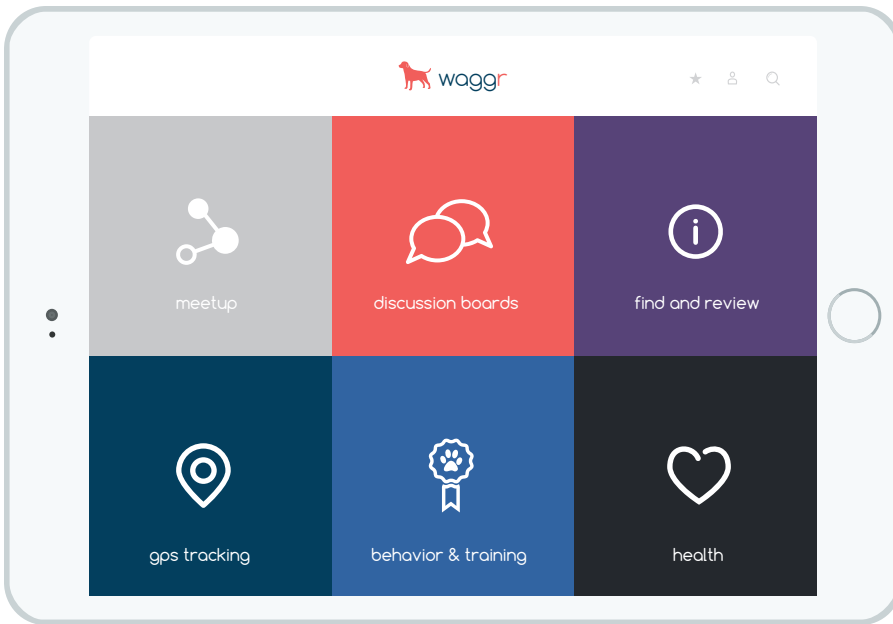 waggr
meetup
discussion boards
find and review
gps tracking
behavior & training
health